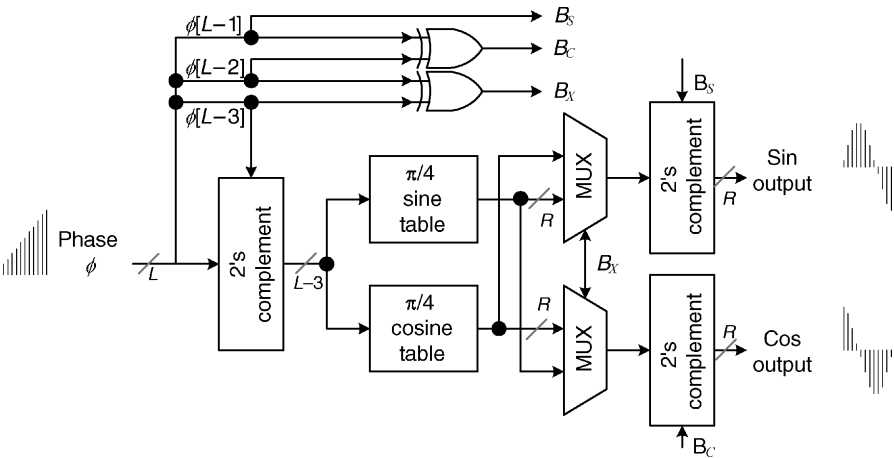 ϕ[L–1]
B_S
ϕ[L–2]
B_C
ϕ[L–3]
B_X
B_S
Phase
ϕ
L
2's
complement
L–3
π/4
sine
table
R
MUX
2's
complement
R
Sin
output
B_X
π/4
cosine
table
R
MUX
2's
complement
R
Cos
output
B_C